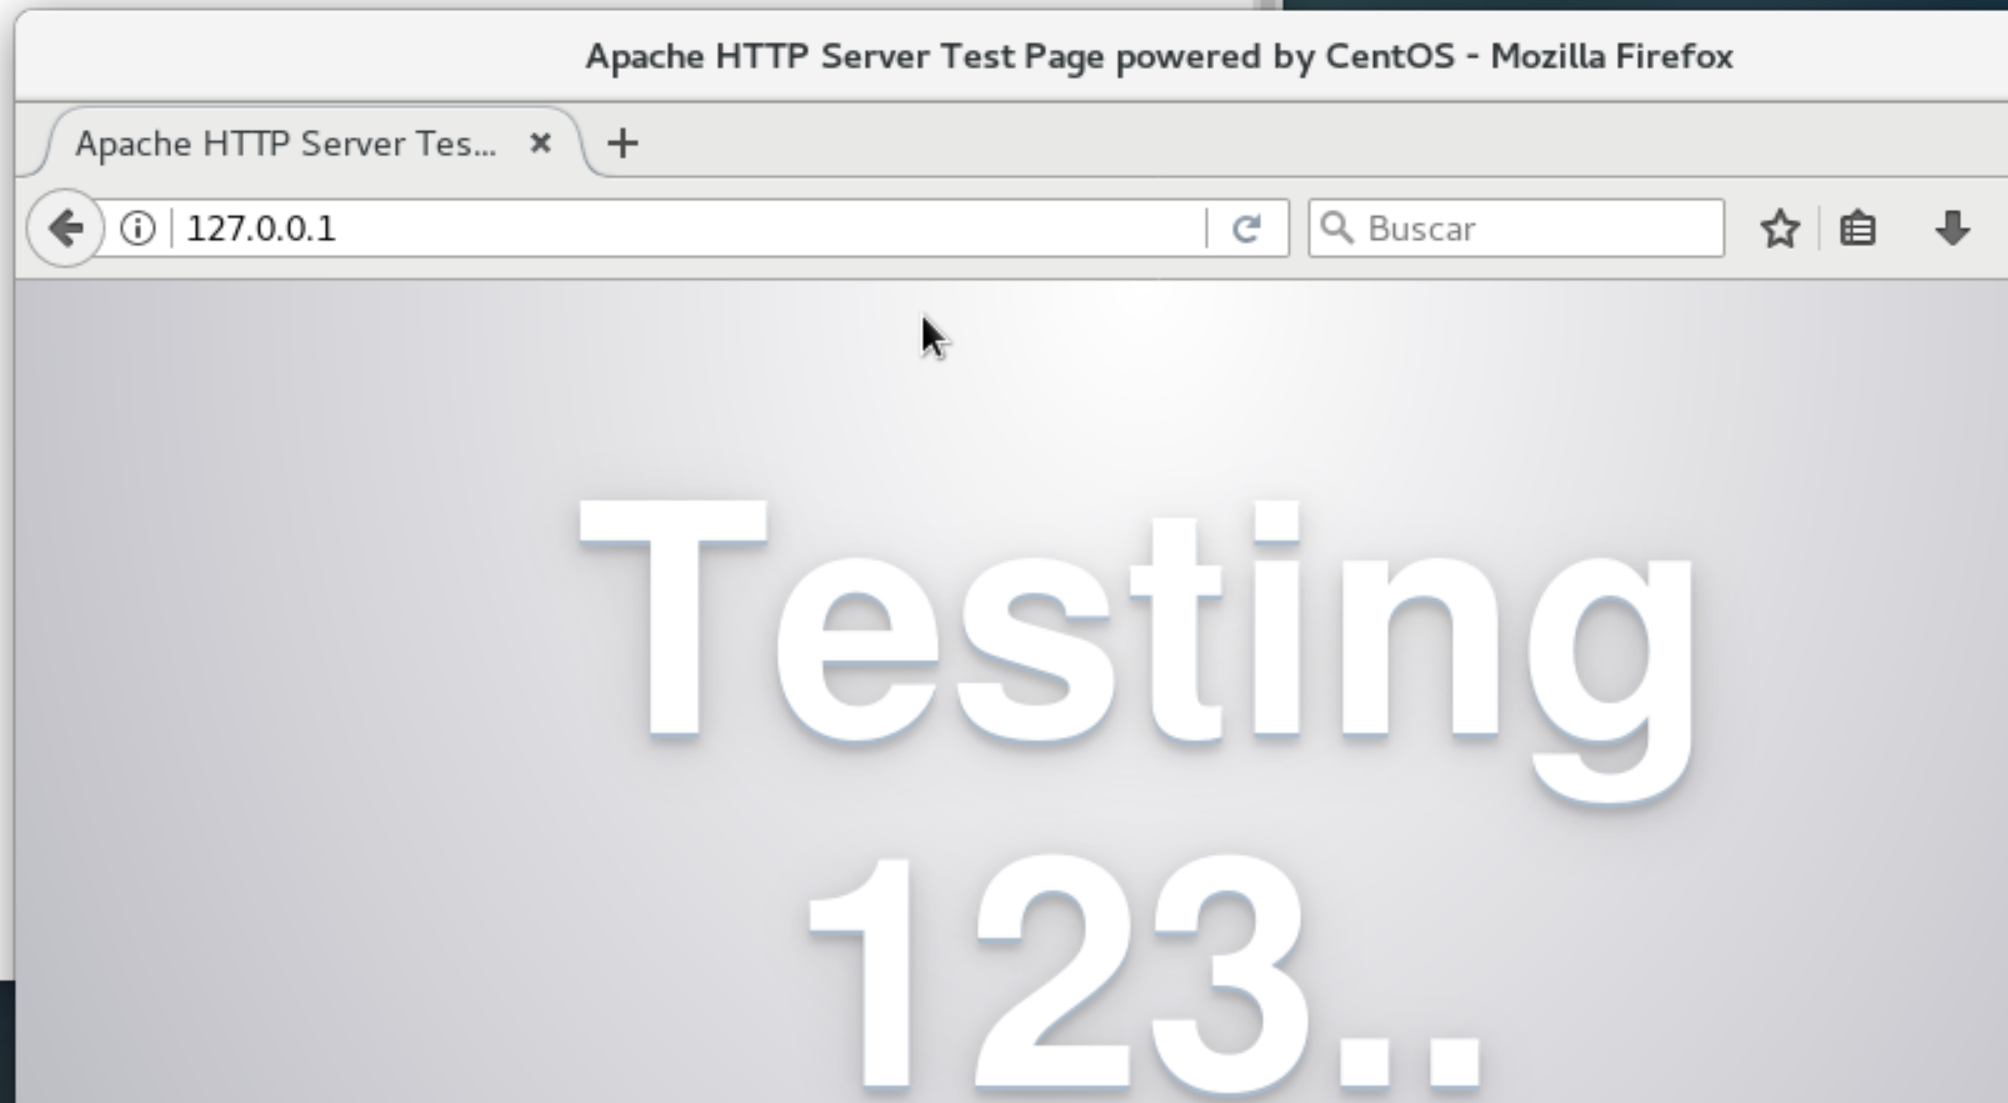 Apache HTTP Server Test Page powered by CentOS - Mozilla Firefox
Apache HTTP Server Tes...
127.0.0.1
Buscar
Testing
123..